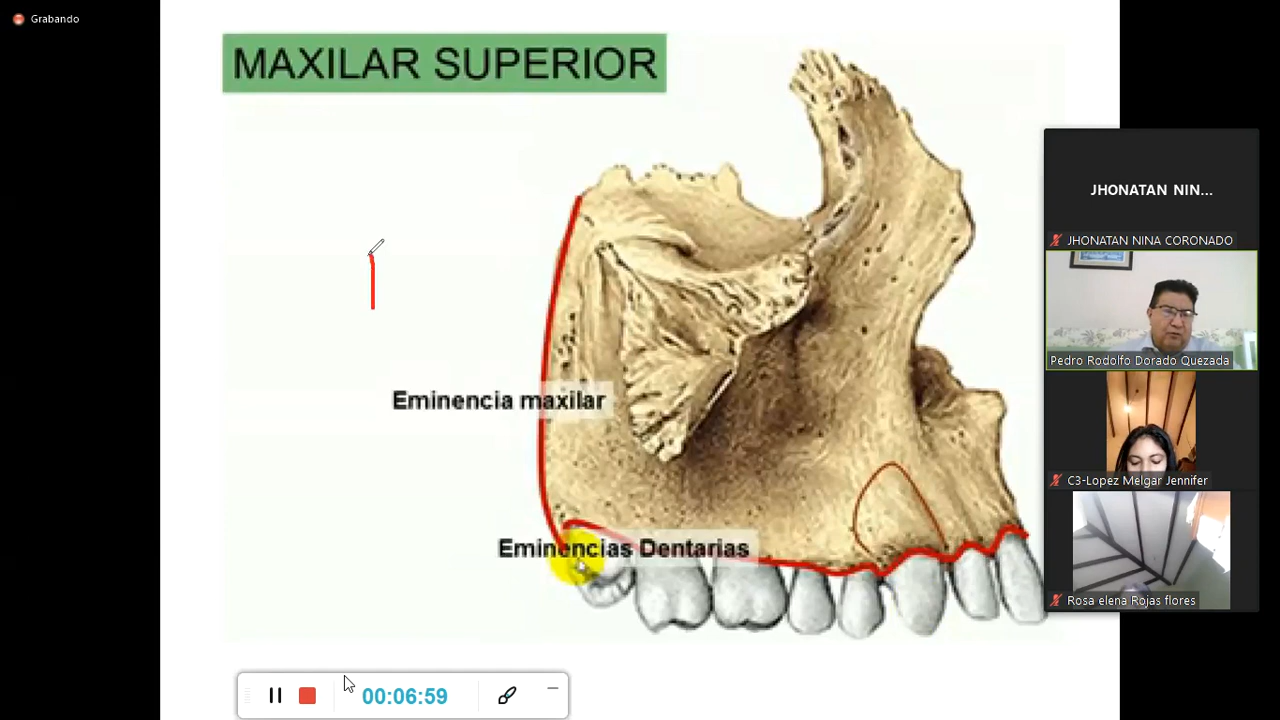 Grabando
MAXILAR SUPERIOR
Eminencia maxilar
Eminencias Dentarias
JHONATAN NIN...
JHONATAN NINA CORONADO
Pedro Rodolfo Dorado Quezada
C3-Lopez Melgar Jennifer
Rosa elena Rojas flores
00:06:59